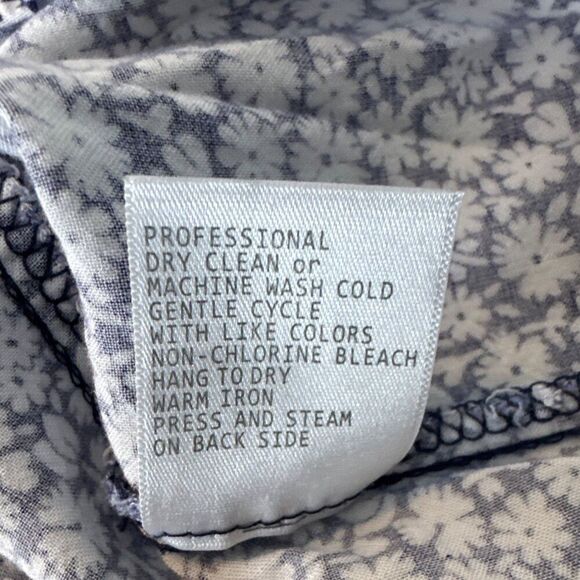 PROFESSIONAL
DRY CLEAN or
MACHINE WASH COLD
GENTLE CYCLE
WITH LIKE COLORS
NON-CHLORINE BLEACH
HANG TO DRY
WARM IRON
PRESS AND STEAM
ON BACK SIDE